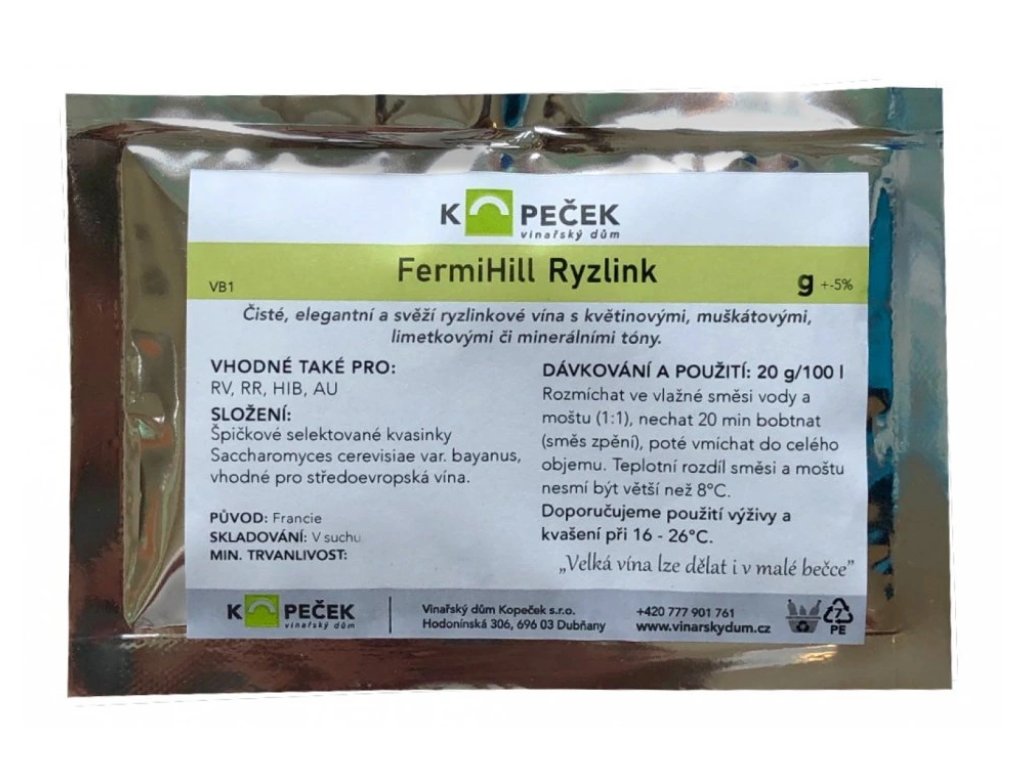 K PEČEK
vinařský dům
FermiHill Ryzlink
VB1
g +-5%
Čisté, elegantní a svěží ryzlinkové vína s květinovými, muškátovými,
limetkovými či minerálními tóny.
VHODNÉ TAKÉ PRO:
RV, RR, HIB, AU
SLOŽENÍ:
Špičkové selektované kvasinky
Saccharomyces cerevisiae var. bayanus,
vhodné pro středoevropská vína.
PŮVOD: Francie
SKLADOVÁNÍ: V suchu
MIN. TRVANLIVOST:
DÁVKOVÁNÍ A POUŽITÍ: 20 g/100 l
Rozmíchat ve vlažné směsi vody a
moštu (1:1), nechat 20 min bobtnat
(směs zpění), poté vmíchat do celého
objemu. Teplotní rozdíl směsi a moštu
nesmí být větší než 8°C.
Doporučujeme použití výživy a
kvašení při 16 - 26°C.
„Velká vína lze dělat i v malé bečce”
K PEČEK
vinařský dům
Vinařský dům Kopeček s.r.o.
Hodonínská 306, 696 03 Dubňany
+420 777 901 761
www.vinarskydum.cz
7
PE